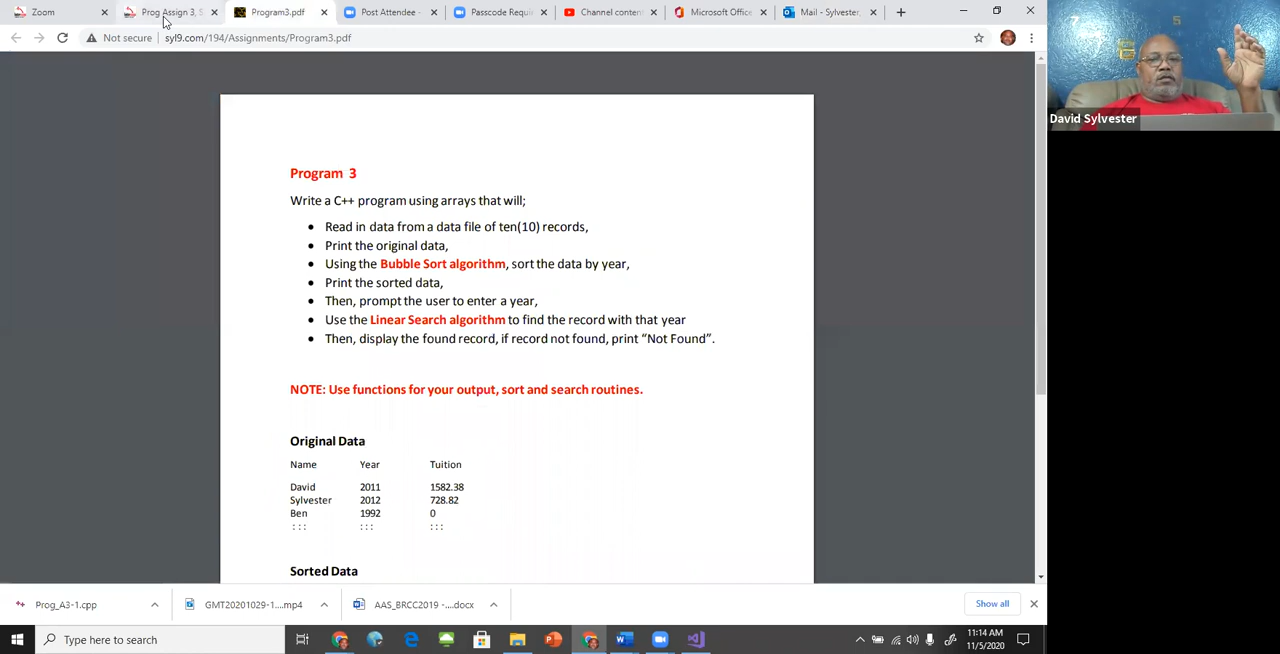 Zoom
Prog Assign 3, S
Program3.pdf
Post Attendee -
Passcode Requi
Channel conten
Microsoft Office
Mail - Sylvester,
Not secure
syl9.com/194/Assignments/Program3.pdf
David Sylvester
Program 3
Write a C++ program using arrays that will;
• Read in data from a data file of ten(10) records,
• Print the original data,
• Using the Bubble Sort algorithm, sort the data by year,
• Print the sorted data,
• Then, prompt the user to enter a year,
• Use the Linear Search algorithm to find the record with that year
• Then, display the found record, if record not found, print “Not Found”.
NOTE: Use functions for your output, sort and search routines.
Original Data
Name Year Tuition
David 2011 1582.38
Sylvester 2012 728.82
Ben 1992 0
: : : : : : : : :
Sorted Data
Prog_A3-1.cpp
GMT20201029-1....mp4
AAS_BRCC2019 -....docx
Show all
Type here to search
11:14 AM
11/5/2020